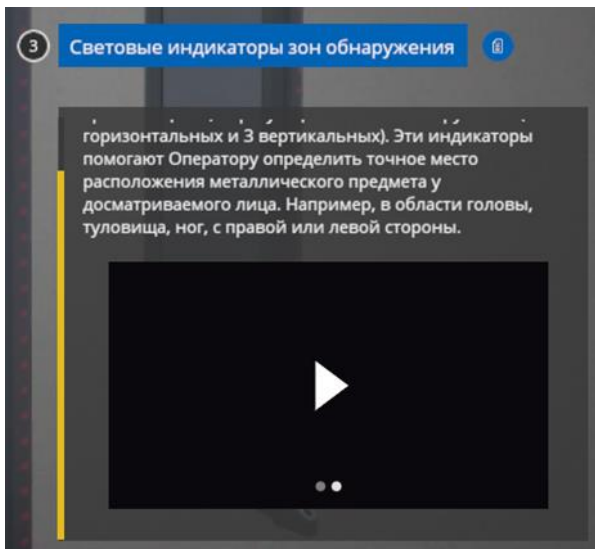 3 Световые индикаторы зон обнаружения
горизонтальных и 3 вертикальных). Эти индикаторы
помогают Оператору определить точное место
расположения металлического предмета у
досматриваемого лица. Например, в области головы,
туловища, ног, с правой или левой стороны.